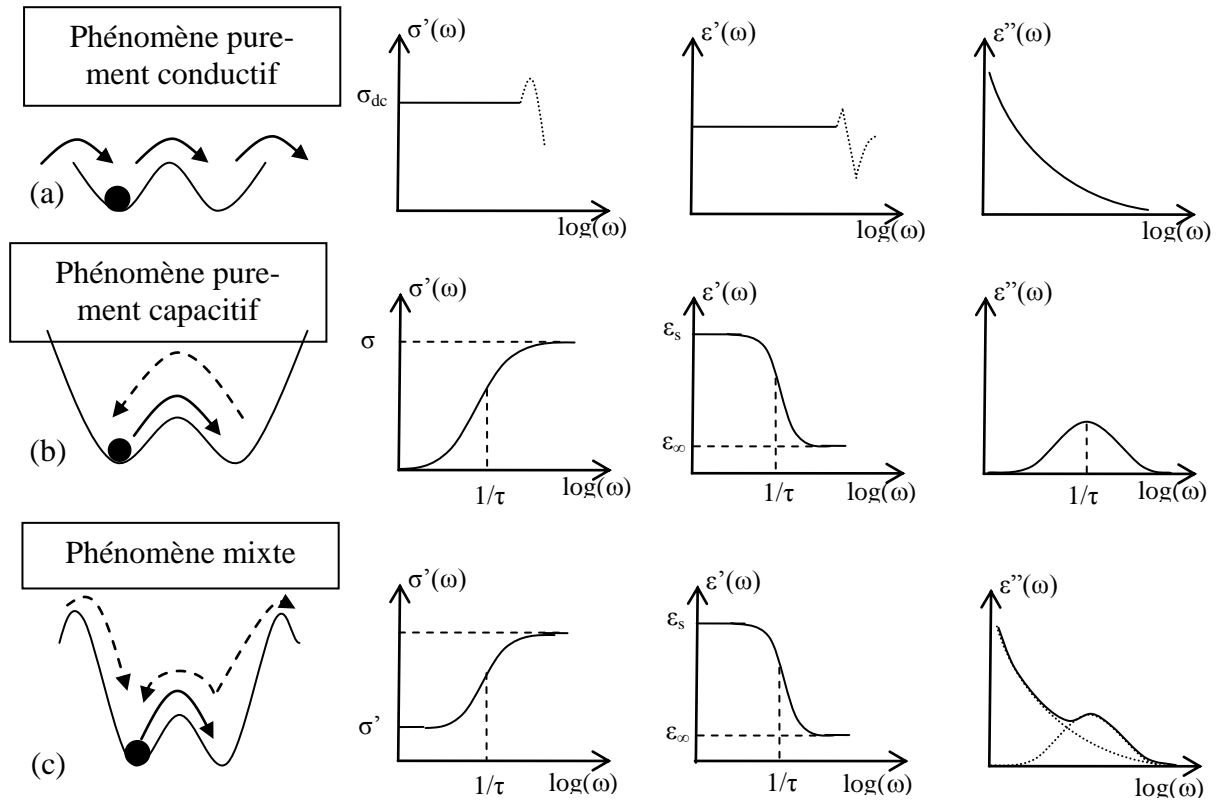 Phénomène pure-
ment conductif
(a)
σ’(ω)
σdc
log(ω)
ε’(ω)
log(ω)
ε’’(ω)
log(ω)
Phénomène pure-
ment capacitif
(b)
σ’(ω)
σ
1/τ
log(ω)
ε’(ω)
εs
ε∞
1/τ
log(ω)
ε’’(ω)
1/τ
log(ω)
Phénomène mixte
(c)
σ’(ω)
σ’
1/τ
log(ω)
ε’(ω)
εs
ε∞
1/τ
log(ω)
ε’’(ω)
log(ω)